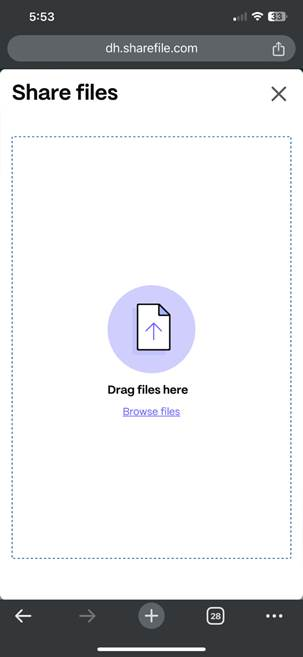 5:53
33
dh.sharefile.com
Share files
Drag files here
Browse files
28